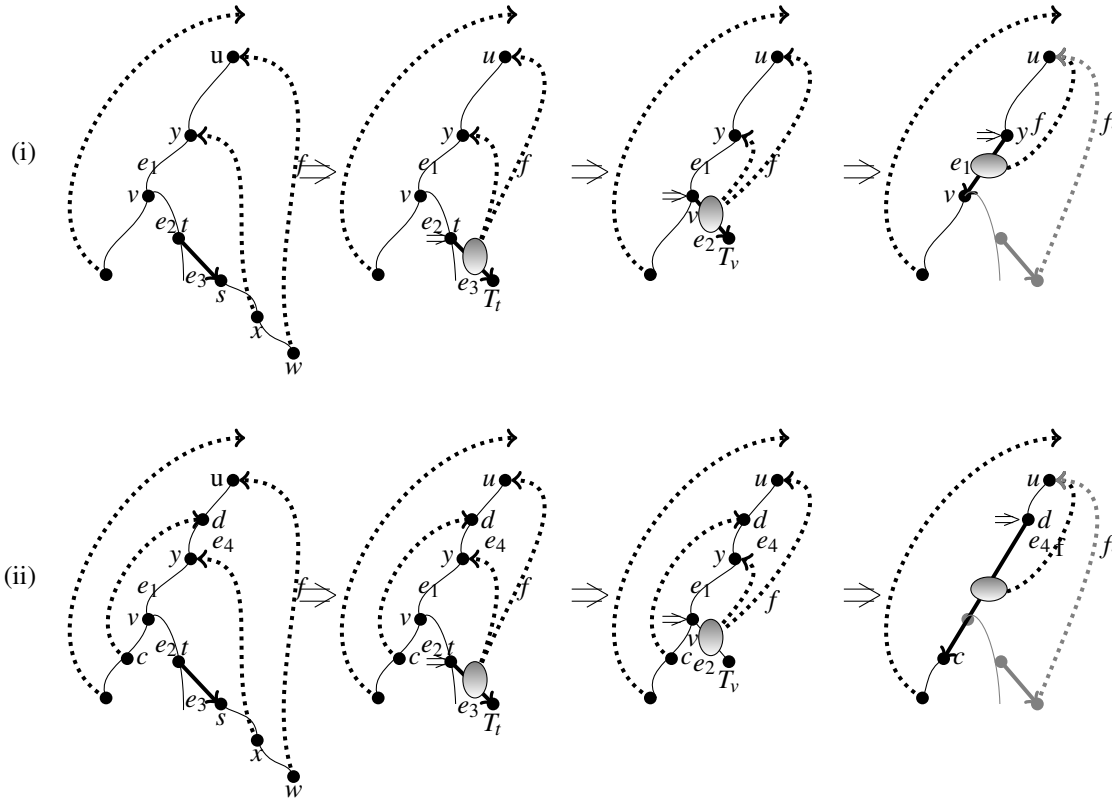 u u u u
(i) y f y f y f y f f
e1 e1 e1 e1
v v v v
e2 t e2 t e2
e3 s e3 Tt Tv
x
w
u u u u
d d d d
y e4 y e4 y e4 e4 f f
(ii) e1 f e1 f e1 f
v v v
c e2 t c e2 t c e2 Tv c
e3 s e3 Tt
x
w